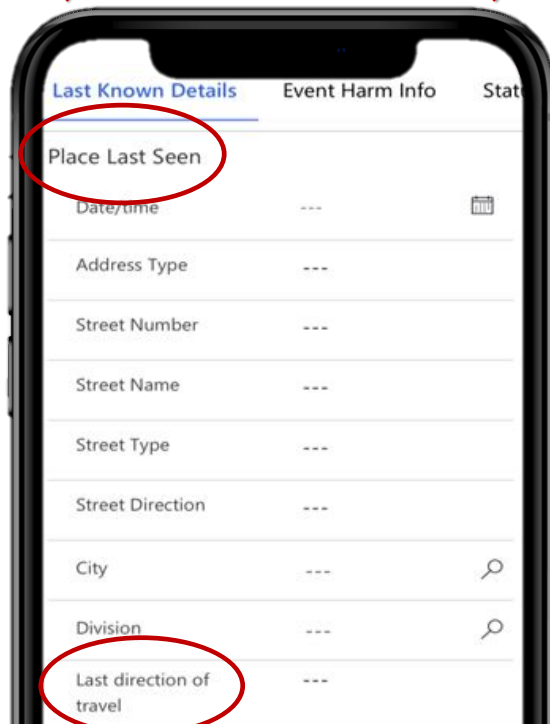 Last Known Details Event Harm Info Stat
Place Last Seen
Date/time ---
Address Type ---
Street Number ---
Street Name ---
Street Type ---
Street Direction ---
City ---
Division ---
Last direction of ---
travel